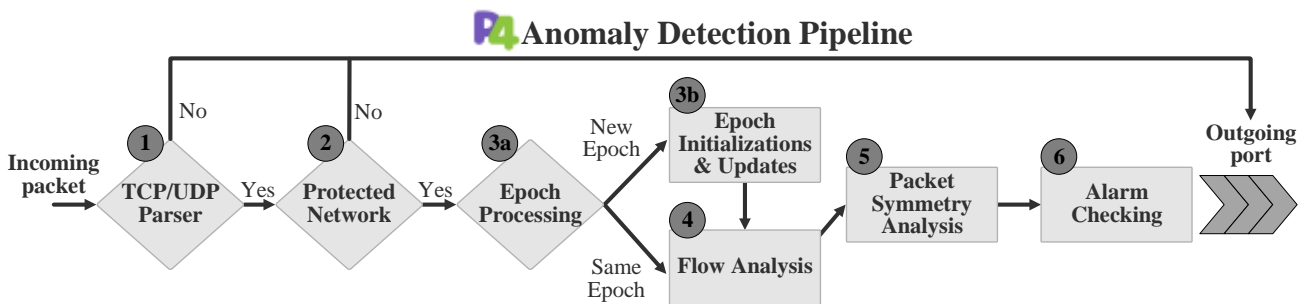 P4 Anomaly Detection Pipeline
No
No
1
2
3a
3b
4
5
6
Incoming
packet
TCP/UDP
Parser
Yes
Protected
Network
Yes
Epoch
Processing
New
Epoch
Same
Epoch
Epoch
Initializations
& Updates
Flow Analysis
Packet
Symmetry
Analysis
Alarm
Checking
Outgoing
port